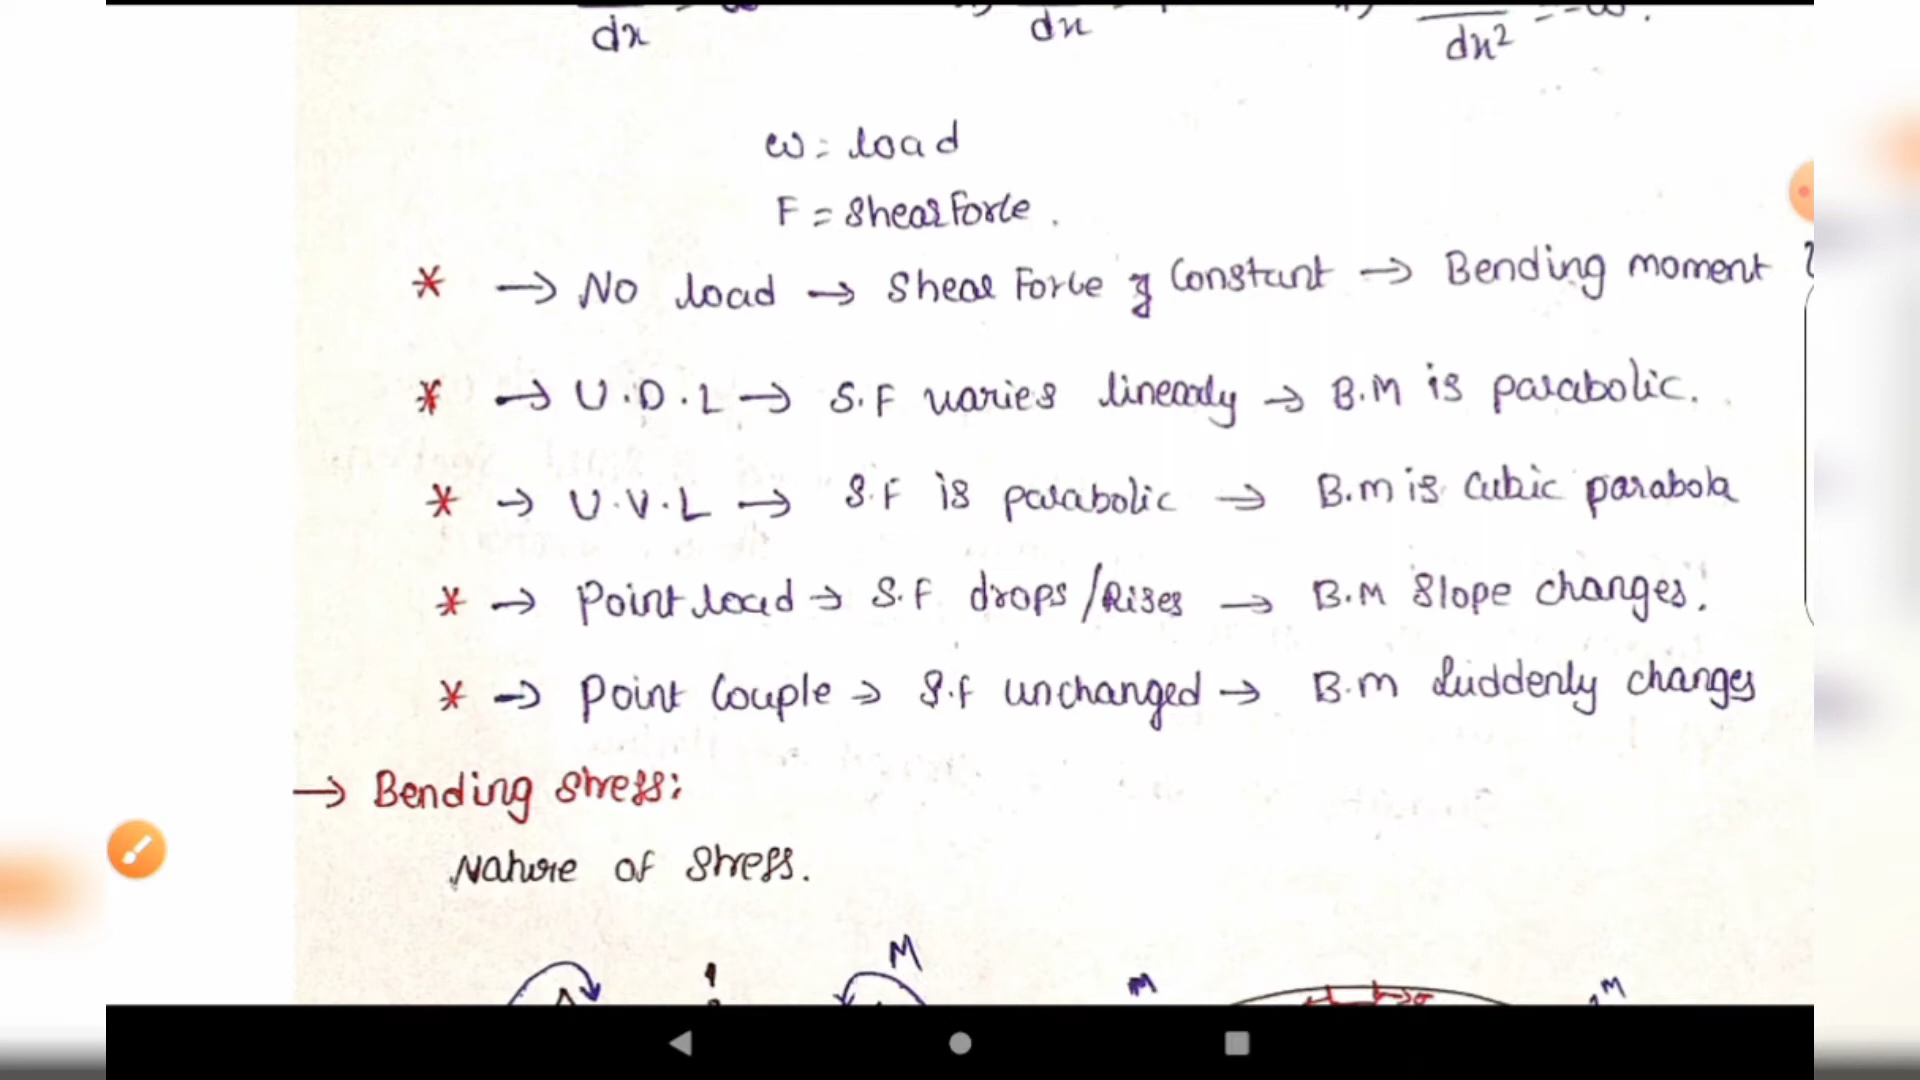 dx dx dx²
w = load
F = Shear Force.
* → No load → Shear Force is Constant → Bending moment
* → U.D.L → S.F varies linearly → B.M is parabolic.
* → U.V.L → S.F is parabolic → B.M is Cubic parabola
* → Point load → S.F drops/Rises → B.M Slope changes.
* → Point Couple → S.f unchanged → B.M Suddenly changes
→ Bending Stress:
Nature of Stress.
M M M
σ